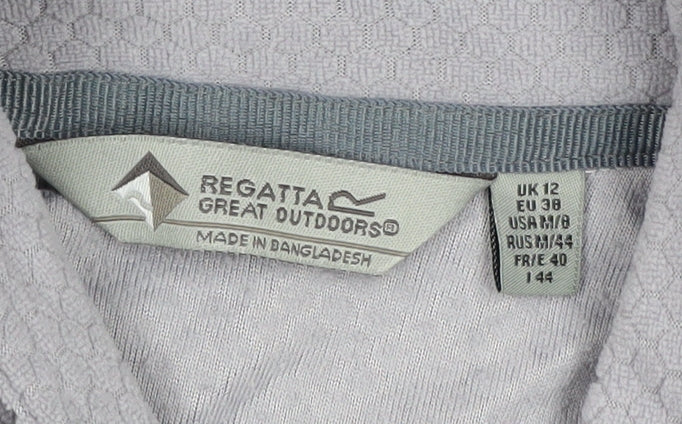 REGATTA
GREAT OUTDOORS®
MADE IN BANGLADESH
UK 12
EU 38
USA M/8
RUS M/44
FR/E 40
I 44